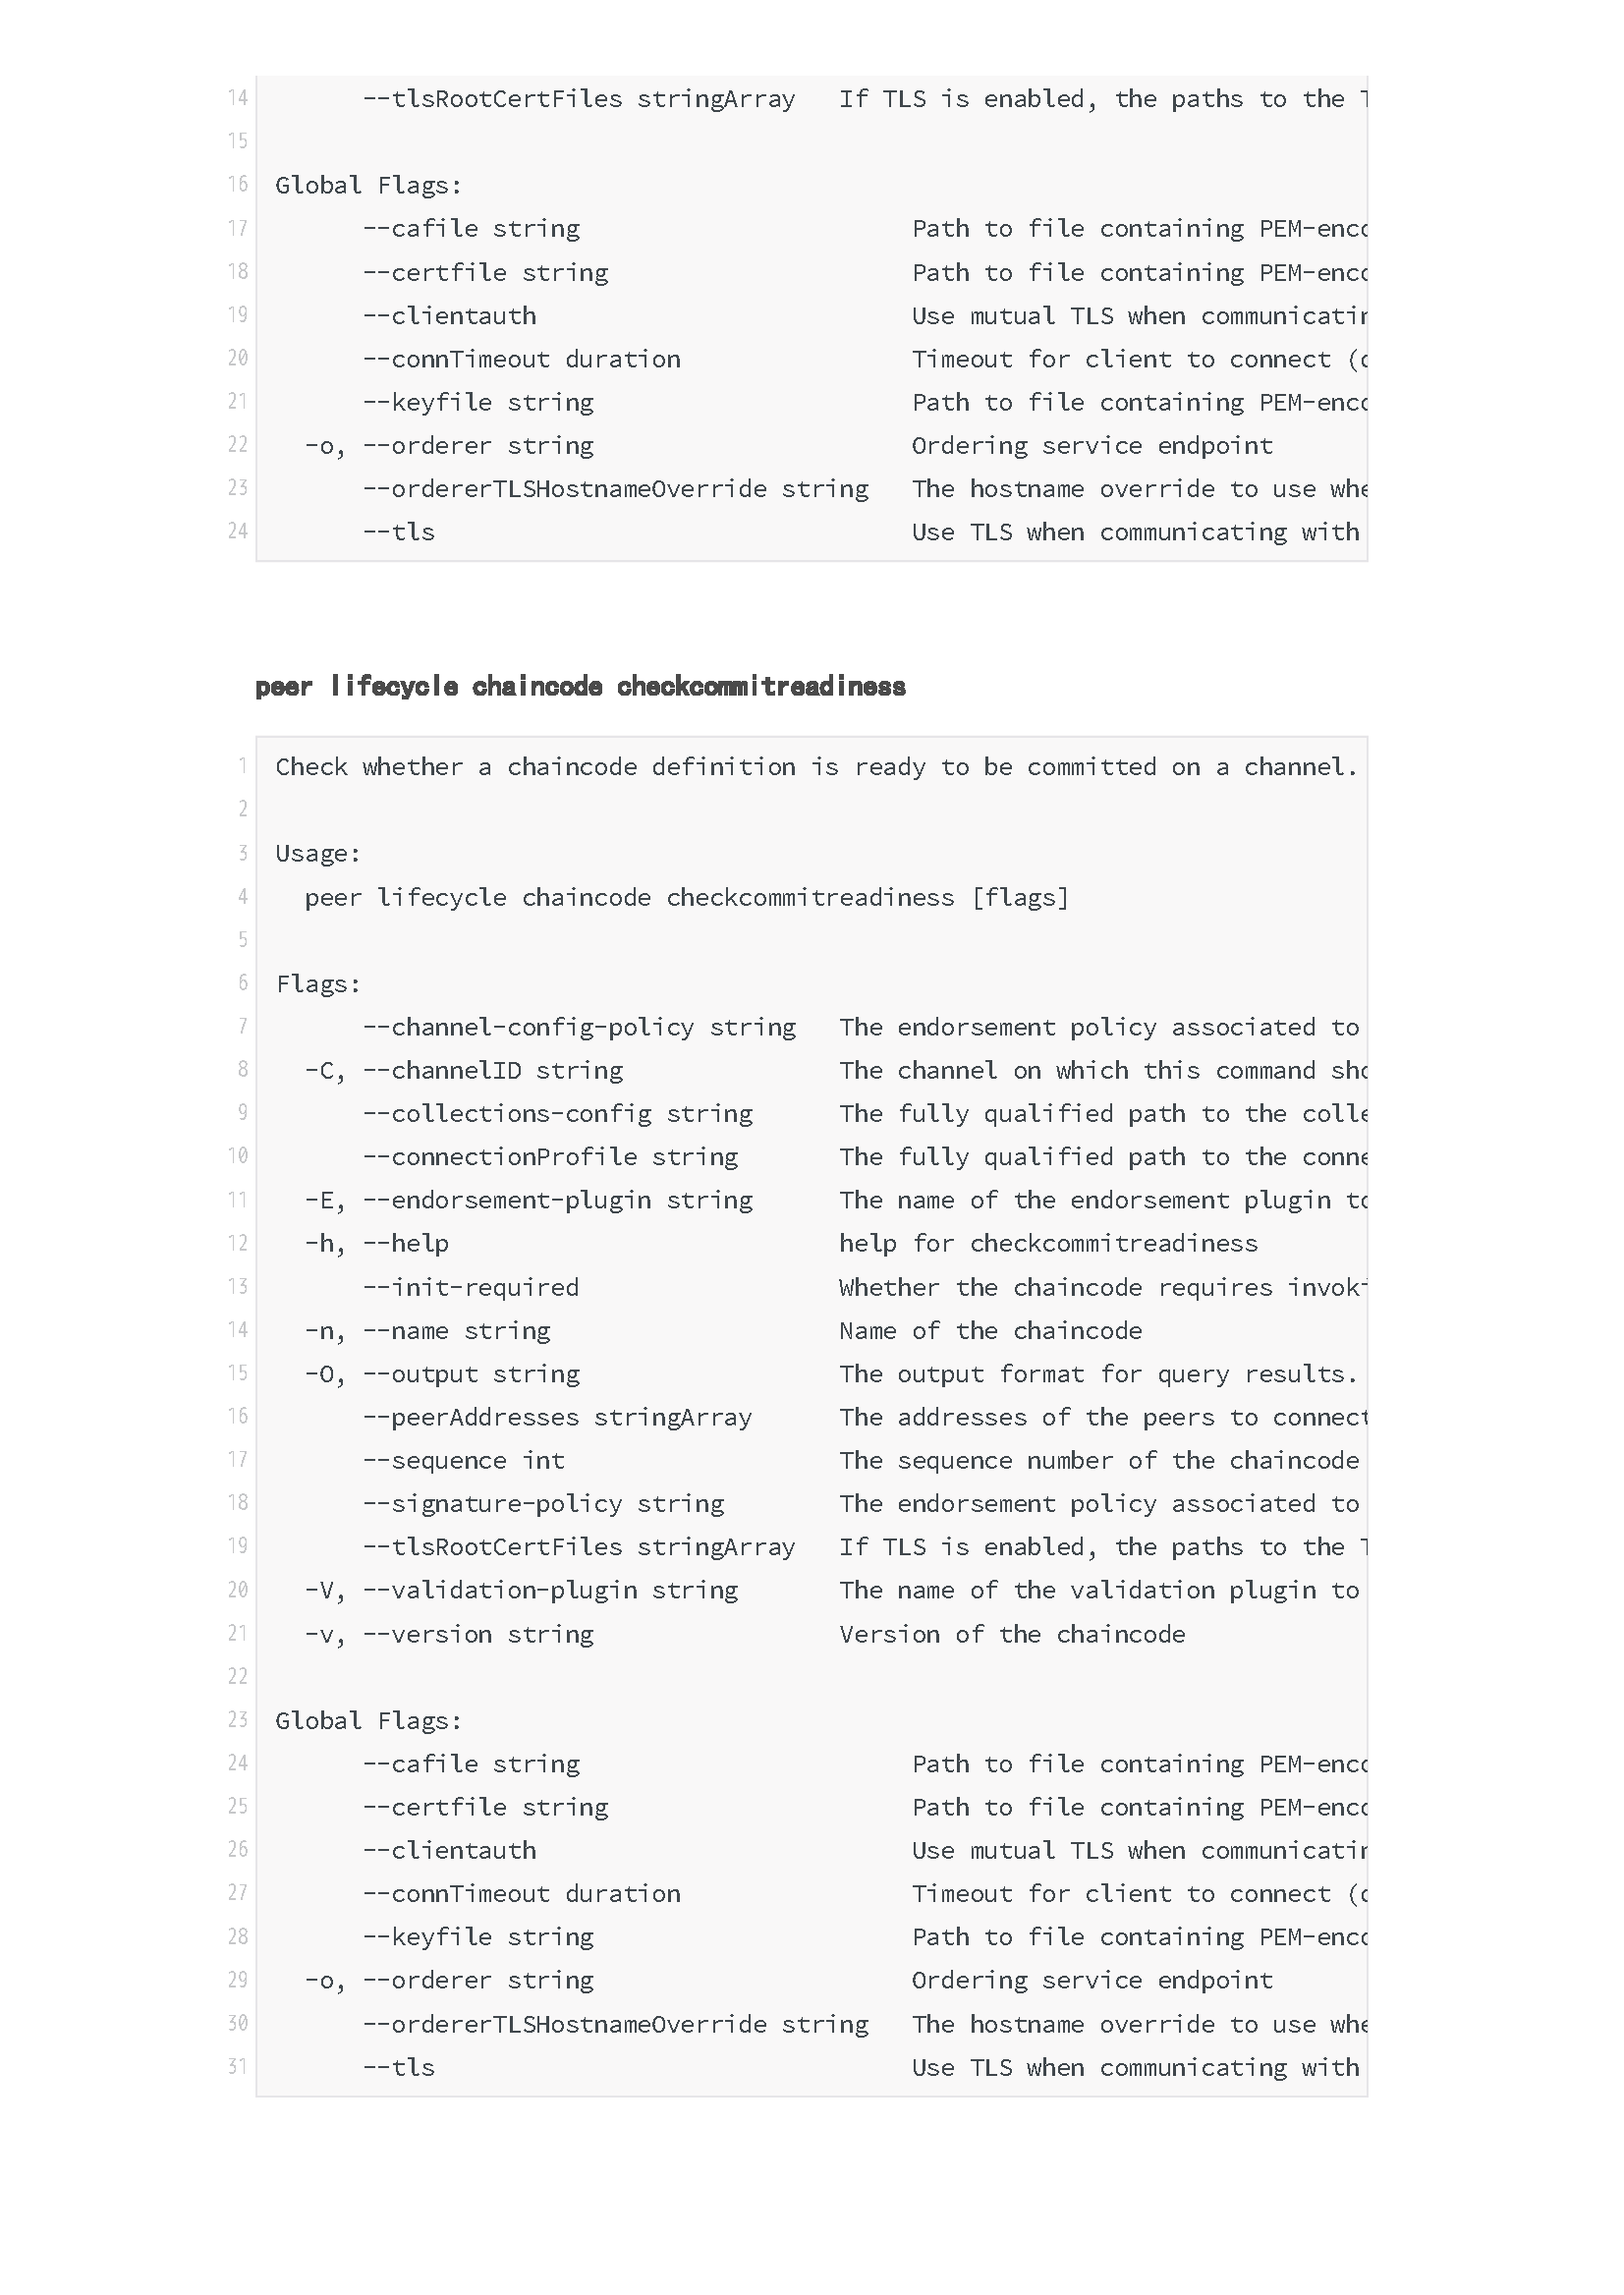 14       --tlsRootCertFiles stringArray   If TLS is enabled, the paths to the
15
16 Global Flags:
17       --cafile string                       Path to file containing PEM-enc
18       --certfile string                     Path to file containing PEM-enc
19       --clientauth                          Use mutual TLS when communicati
20       --connTimeout duration                Timeout for client to connect (
21       --keyfile string                      Path to file containing PEM-enc
22   -o, --orderer string                      Ordering service endpoint
23       --ordererTLSHostnameOverride string   The hostname override to use whe
24       --tls                                 Use TLS when communicating with
peer lifecycle chaincode checkcommitreadiness
1 Check whether a chaincode definition is ready to be committed on a channel.
2
3 Usage:
4   peer lifecycle chaincode checkcommitreadiness [flags]
5
6 Flags:
7       --channel-config-policy string   The endorsement policy associated to
8   -C, --channelID string               The channel on which this command sho
9       --collections-config string      The fully qualified path to the colle
10       --connectionProfile string       The fully qualified path to the conne
11   -E, --endorsement-plugin string      The name of the endorsement plugin to
12   -h, --help                           help for checkcommitreadiness
13       --init-required                  Whether the chaincode requires invoki
14   -n, --name string                    Name of the chaincode
15   -O, --output string                  The output format for query results.
16       --peerAddresses stringArray      The addresses of the peers to connect
17       --sequence int                   The sequence number of the chaincode
18       --signature-policy string        The endorsement policy associated to
19       --tlsRootCertFiles stringArray   If TLS is enabled, the paths to the
20   -V, --validation-plugin string       The name of the validation plugin to
21   -v, --version string                 Version of the chaincode
22
23 Global Flags:
24       --cafile string                       Path to file containing PEM-enc
25       --certfile string                     Path to file containing PEM-enc
26       --clientauth                          Use mutual TLS when communicati
27       --connTimeout duration                Timeout for client to connect (
28       --keyfile string                      Path to file containing PEM-enc
29   -o, --orderer string                      Ordering service endpoint
30       --ordererTLSHostnameOverride string   The hostname override to use whe
31       --tls                                 Use TLS when communicating with